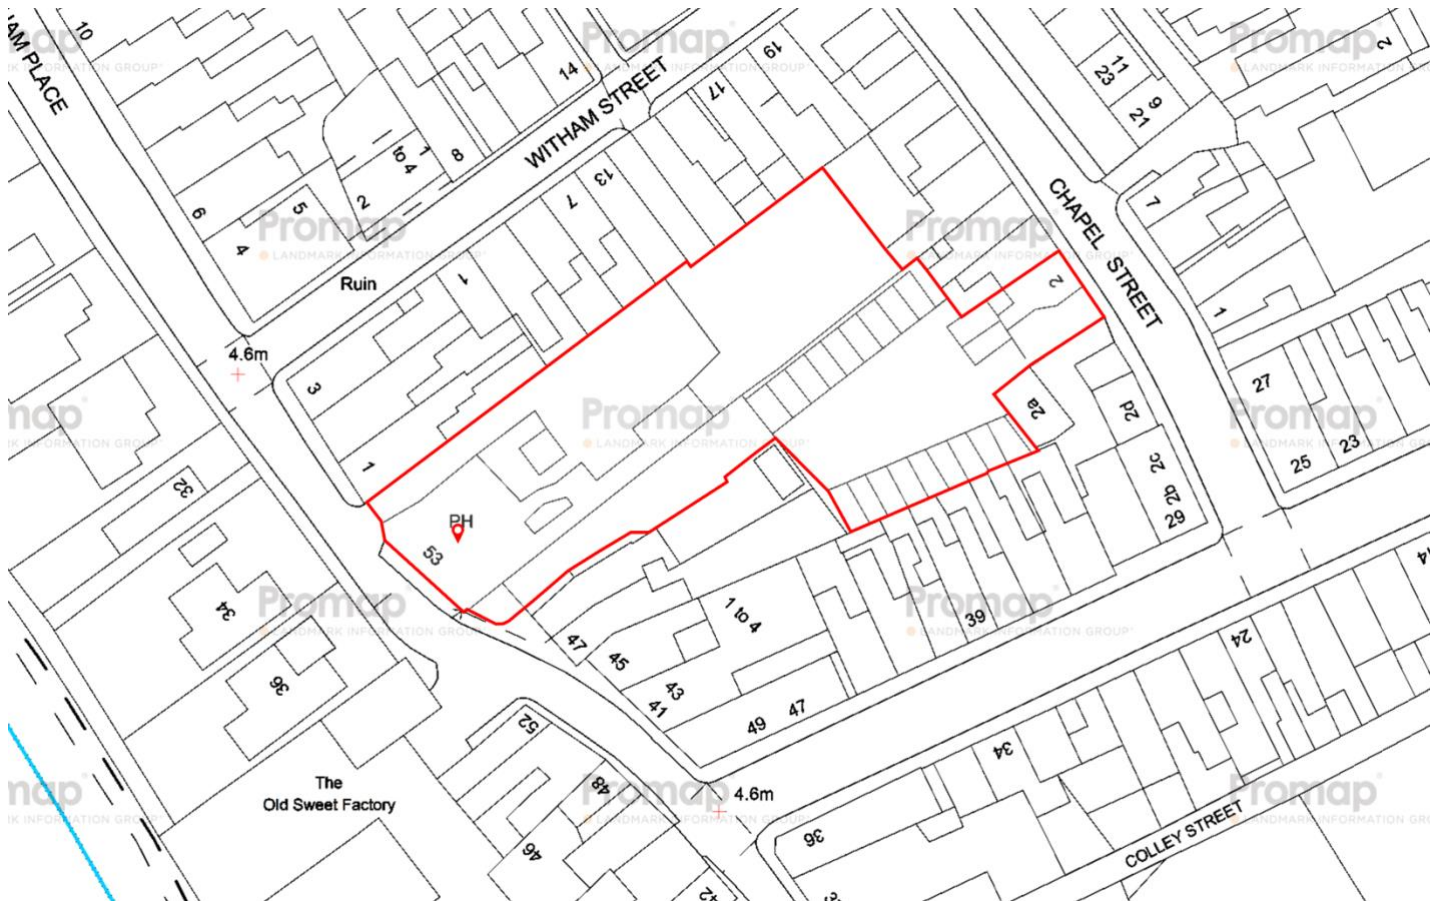 10
AM PLACE
14
19
17
WITHAM STREET
11
23
9
21
2
1
to 4
8
6
5
2
4
13
7
7
CHAPEL STREET
Ruin
1
2
1
4.6m
3
27
2a
2d
23
25
1
32
2c
2b
29
PH
53
34
1 to 4
39
24
47
45
43
41
36
49
47
52
34
The
Old Sweet Factory
48
4.6m
36
46
COLLEY STREET
42
Promap
LANDMARK INFORMATION GROUP